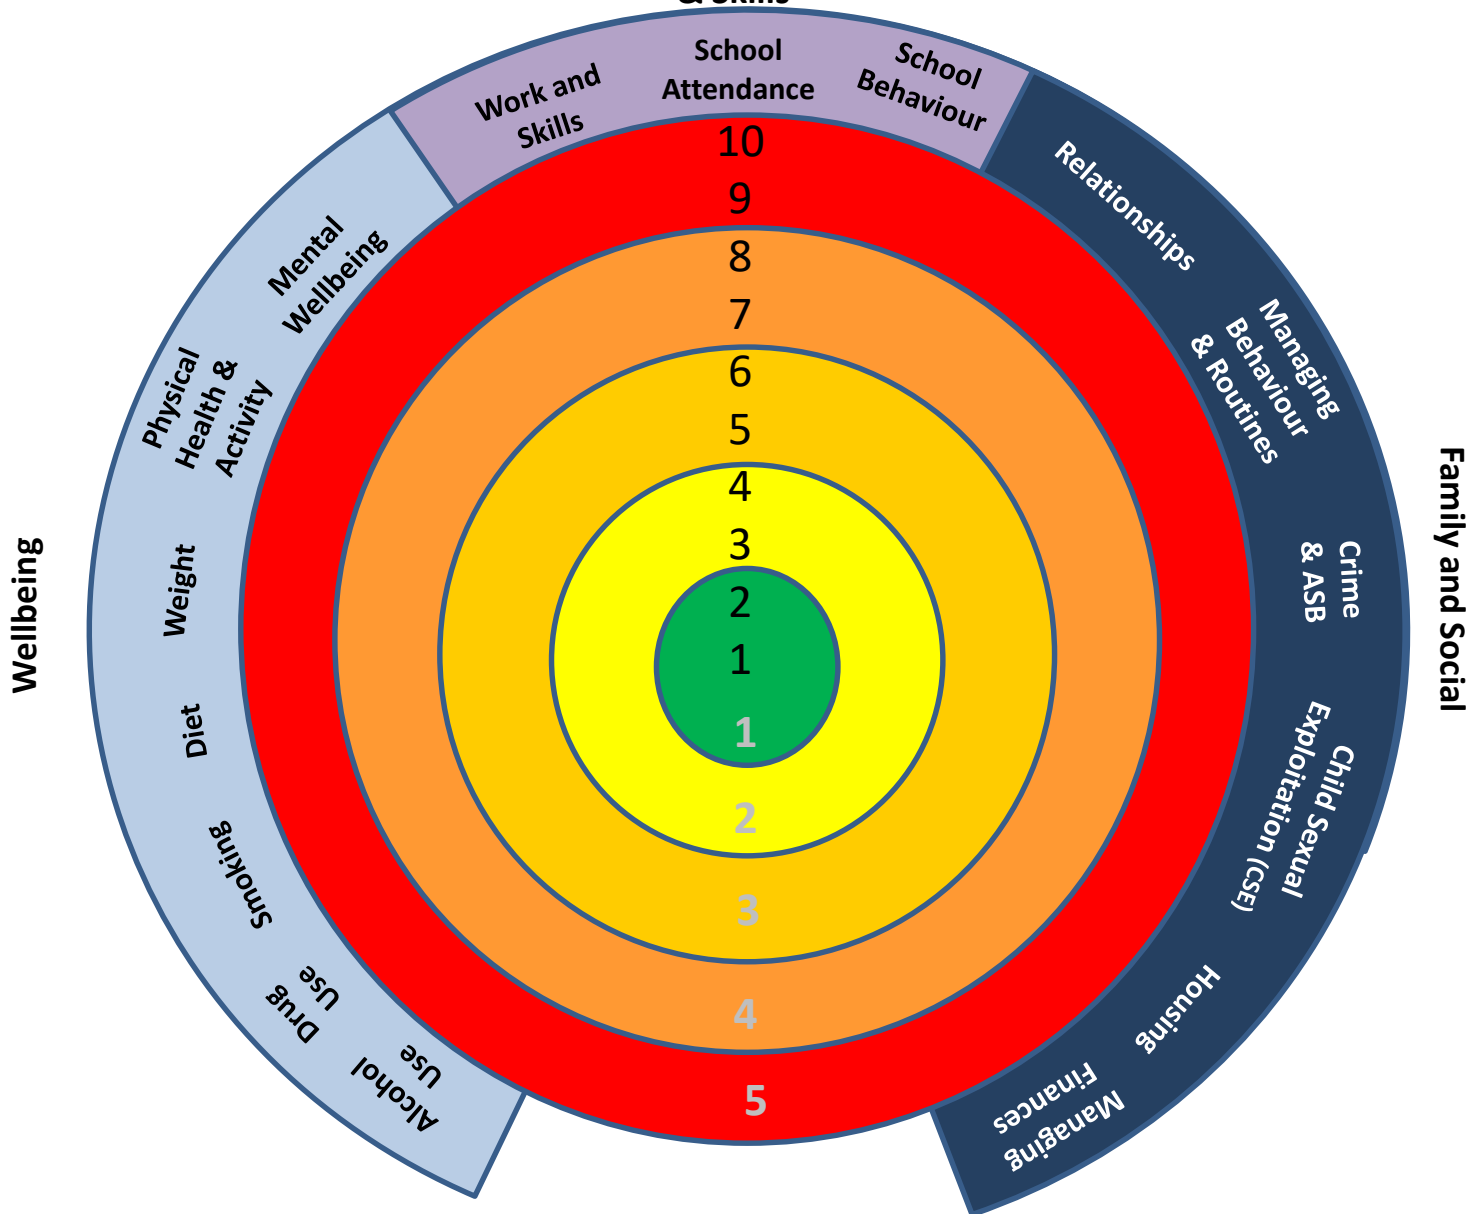 & Skills
School
Attendance
Work and
Skills
School
Behaviour
Relationships
Managing
Behaviour
& Routines
Crime
& ASB
Child Sexual
Exploitation (CSE)
Housing
Managing
Finances
Family and Social
Wellbeing
Mental
Wellbeing
Physical
Health &
Activity
Weight
Diet
Smoking
Drug
Use
Alcohol
Use
10
9
8
7
6
5
4
3
2
1
1
2
3
4
5